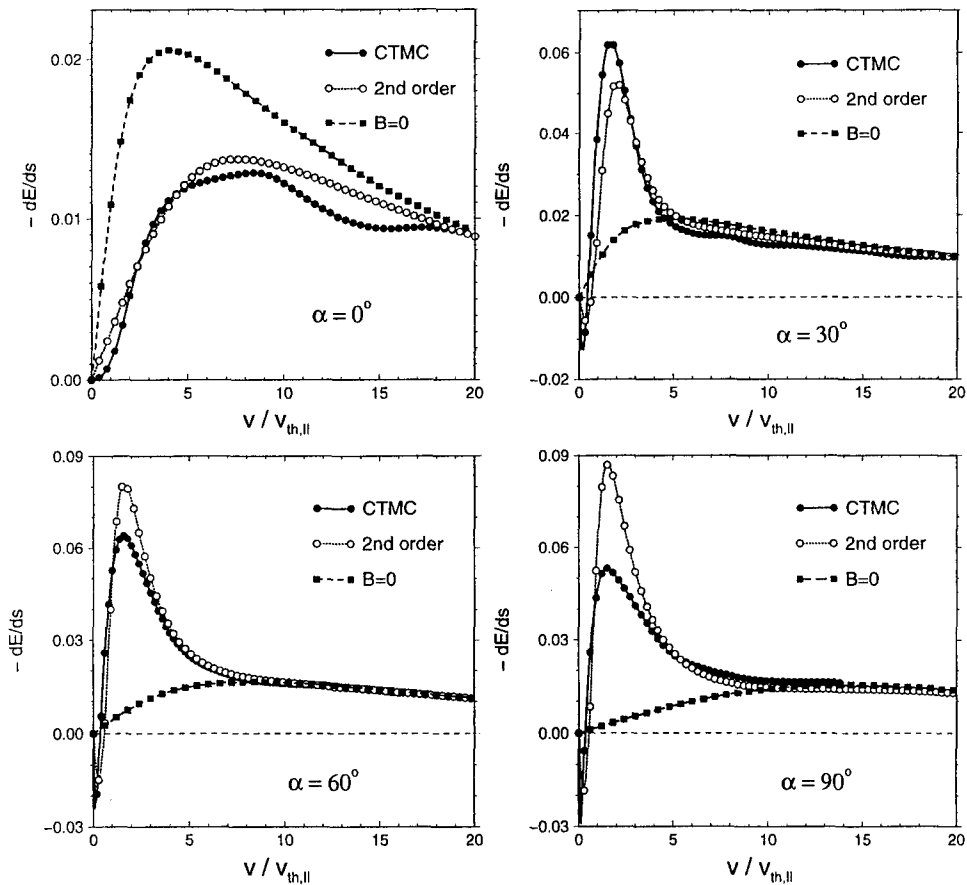 0.02
0.01
0.00
− dE/ds
CTMC
2nd order
B=0
α = 0°
0 5 10 15 20
v / v_th,II
0.06
0.04
0.02
0.00
−0.02
− dE/ds
CTMC
2nd order
B=0
α = 30°
0 5 10 15 20
v / v_th,II
0.09
0.06
0.03
0.00
−0.03
− dE/ds
CTMC
2nd order
B=0
α = 60°
0 5 10 15 20
v / v_th,II
0.09
0.06
0.03
0.00
−0.03
− dE/ds
CTMC
2nd order
B=0
α = 90°
0 5 10 15 20
v / v_th,II